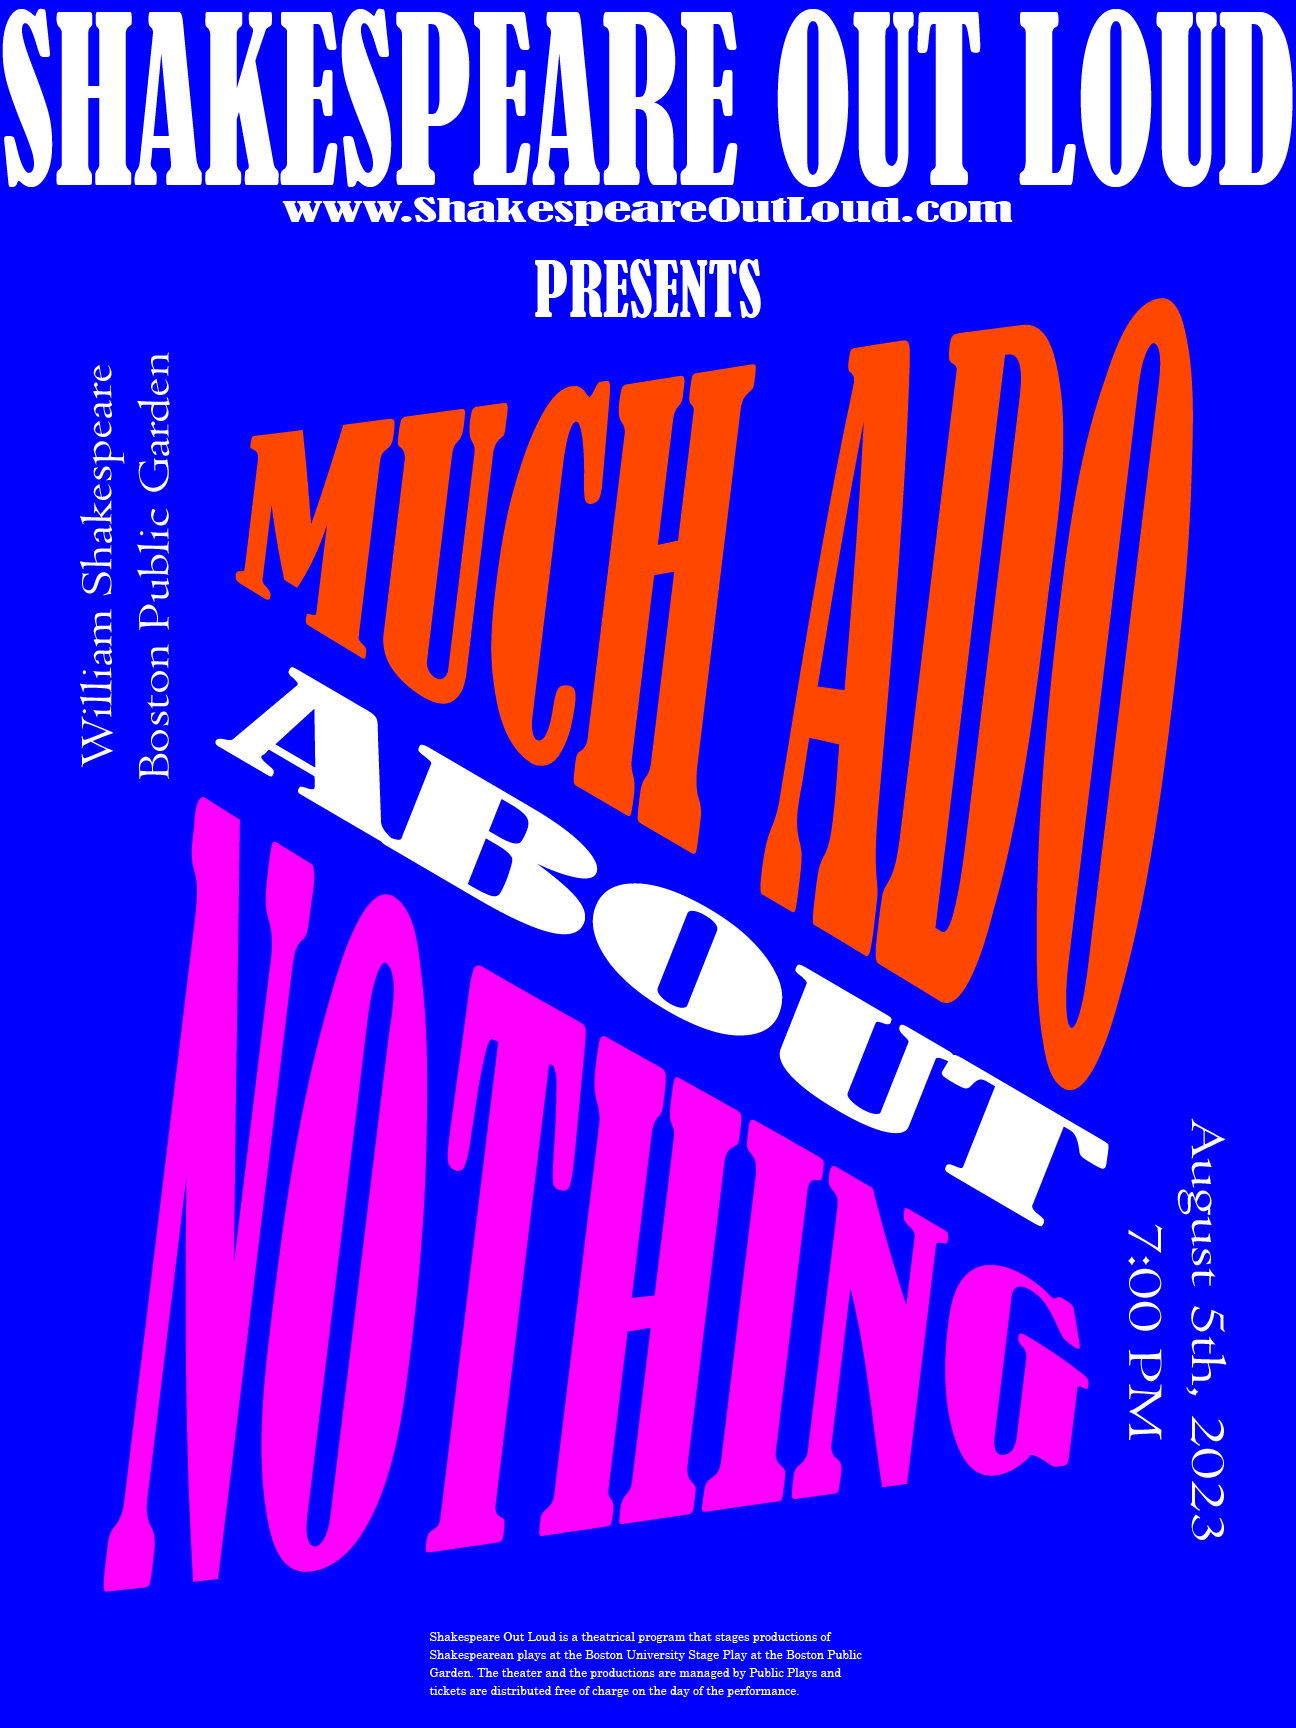 SHAKESPEARE OUT LOUD
www.ShakespeareOutLoud.com
PRESENTS
William Shakespeare
Boston Public Garden
MUCH ADO
ABOUT
NOTHING
August 5th, 2023
7:00 PM
Shakespeare Out Loud is a theatrical program that stages productions of
Shakespearean plays at the Boston University Stage Play at the Boston Public
Garden. The theater and the productions are managed by Public Plays and
tickets are distributed free of charge on the day of the performance.